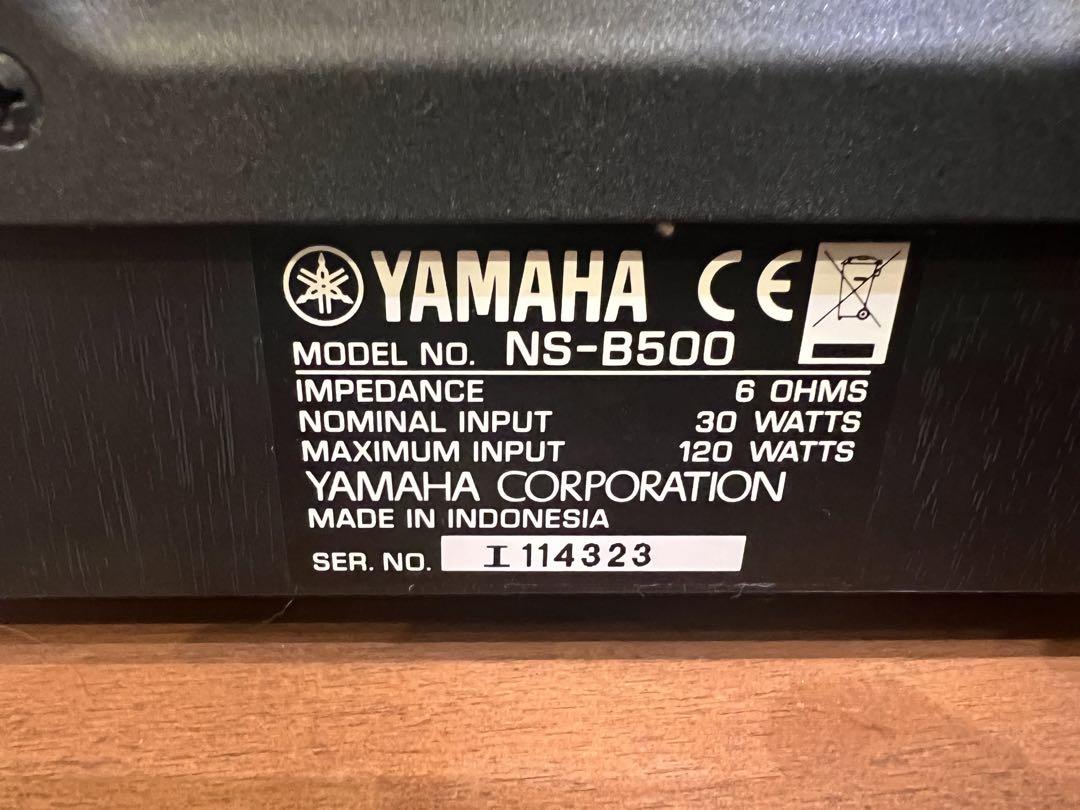 YAMAHA CE
MODEL NO. NS-B500
IMPEDANCE 6 OHMS
NOMINAL INPUT 30 WATTS
MAXIMUM INPUT 120 WATTS
YAMAHA CORPORATION
MADE IN INDONESIA
SER. NO. I 114323